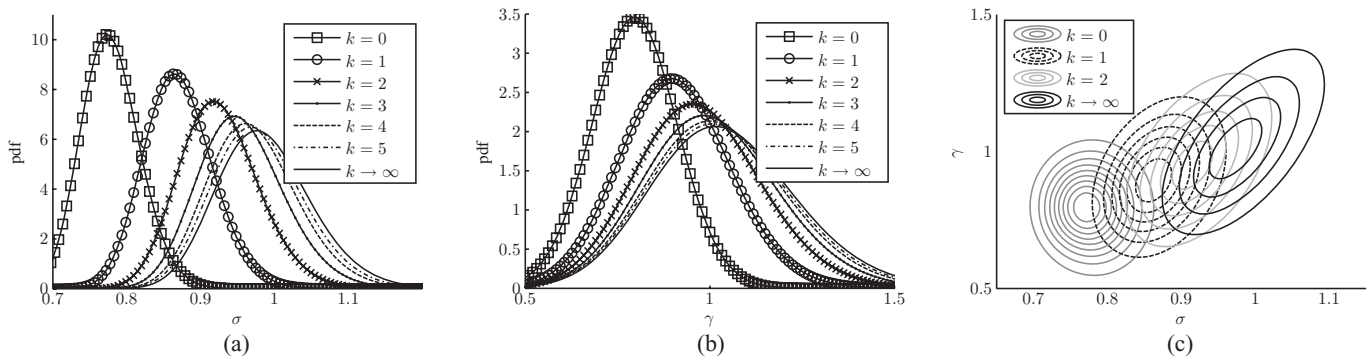 10
8
6
4
2
0
pdf
0.7
0.8
0.9
1
1.1
σ
k = 0
k = 1
k = 2
k = 3
k = 4
k = 5
k → ∞
(a)
3.5
3
2.5
2
1.5
1
0.5
0
pdf
0.5
1
1.5
γ
k = 0
k = 1
k = 2
k = 3
k = 4
k = 5
k → ∞
(b)
1.5
1
0.5
γ
0.7
0.8
0.9
1
1.1
σ
k = 0
k = 1
k = 2
k → ∞
(c)